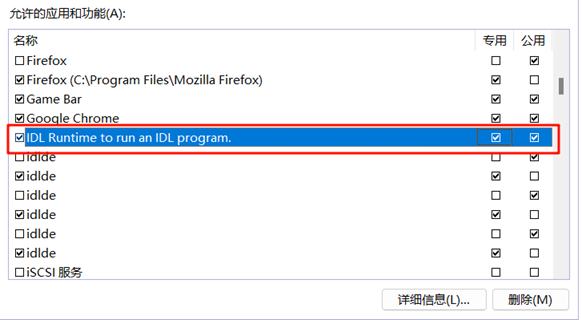 允许的应用和功能(A):
名称 专用 公用
Firefox
Firefox (C:\Program Files\Mozilla Firefox)
Game Bar
Google Chrome
IDL Runtime to run an IDL program.
idlde
idlde
idlde
idlde
idlde
idlde
iSCSI 服务
详细信息(L)... 删除(M)